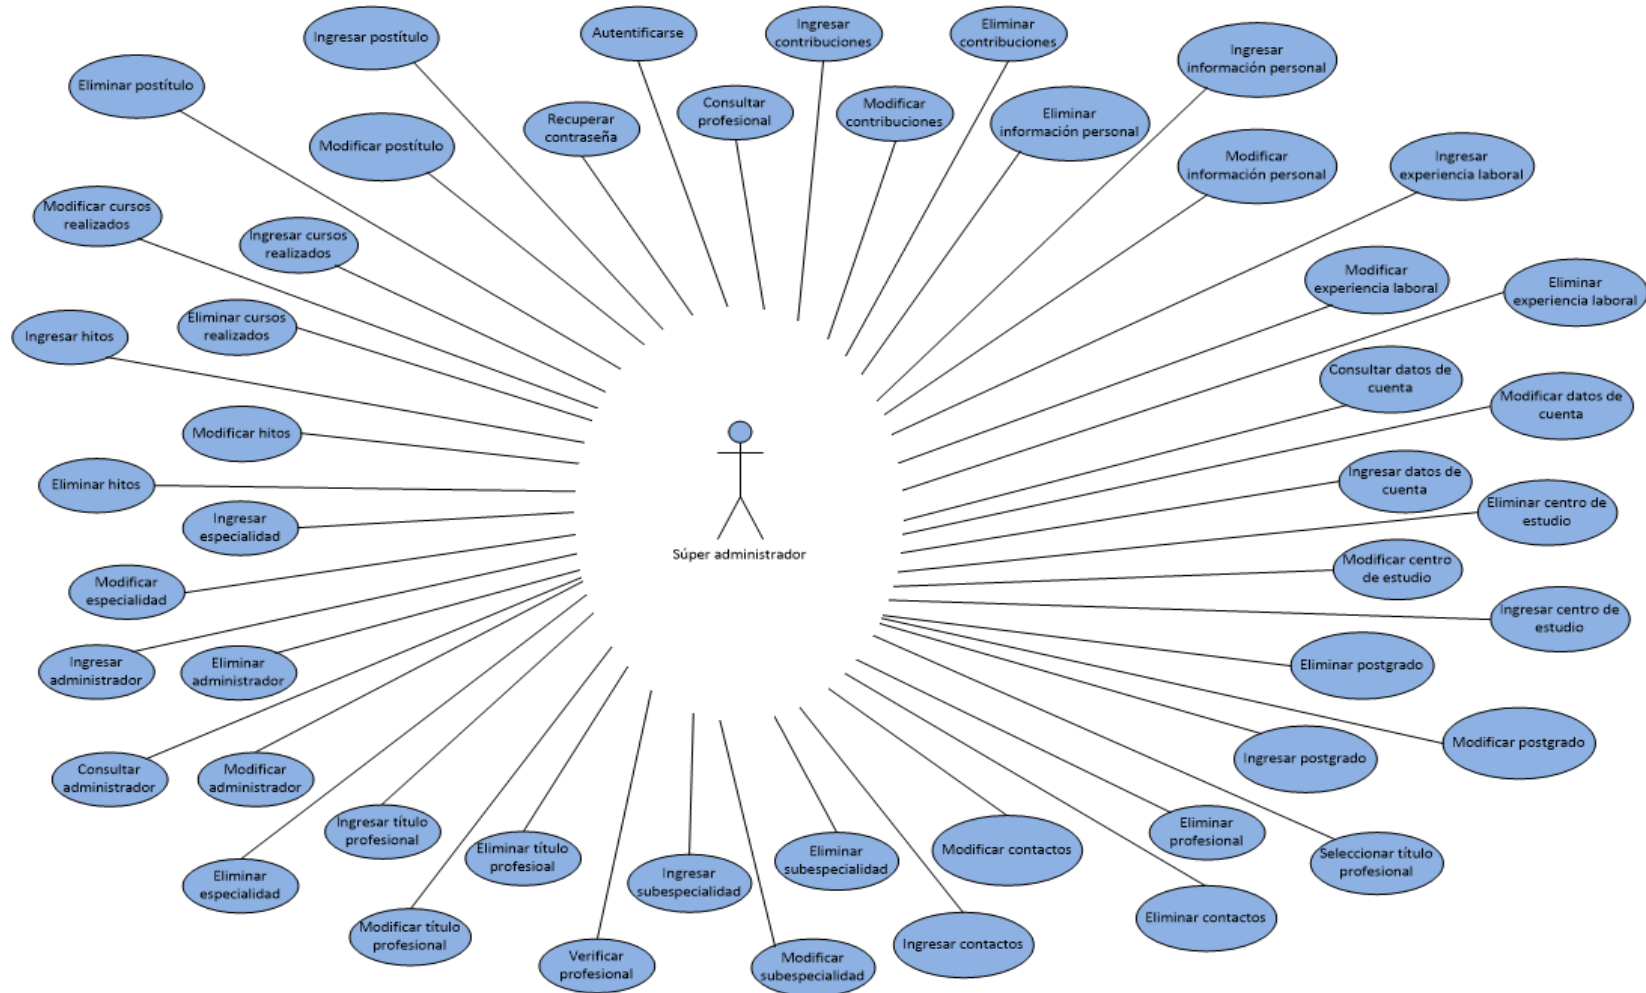 Ingresar postítulo
Autentificarse
Ingresar
contribuciones
Eliminar
contribuciones
Ingresar
información personal
Eliminar postítulo
Modificar postítulo
Recuperar
contraseña
Consultar
profesional
Modificar
contribuciones
Eliminar
información personal
Modificar
información personal
Ingresar
experiencia laboral
Modificar cursos
realizados
Ingresar cursos
realizados
Modificar
experiencia laboral
Eliminar
experiencia laboral
Ingresar hitos
Eliminar cursos
realizados
Consultar datos de
cuenta
Modificar datos de
cuenta
Modificar hitos
Eliminar hitos
Ingresar datos de
cuenta
Ingresar
especialidad
Eliminar centro de
estudio
Súper administrador
Modificar
especialidad
Modificar centro
de estudio
Ingresar centro de
estudio
Ingresar
administrador
Eliminar
administrador
Eliminar postgrado
Consultar
administrador
Modificar
administrador
Ingresar postgrado
Modificar postgrado
Ingresar título
profesional
Eliminar título
profesioal
Eliminar
especialidad
Modificar título
profesional
Verificar
profesional
Ingresar
subespecialidad
Eliminar
subespecialidad
Modificar
subespecialidad
Modificar contactos
Ingresar contactos
Eliminar
profesional
Eliminar contactos
Seleccionar título
profesional